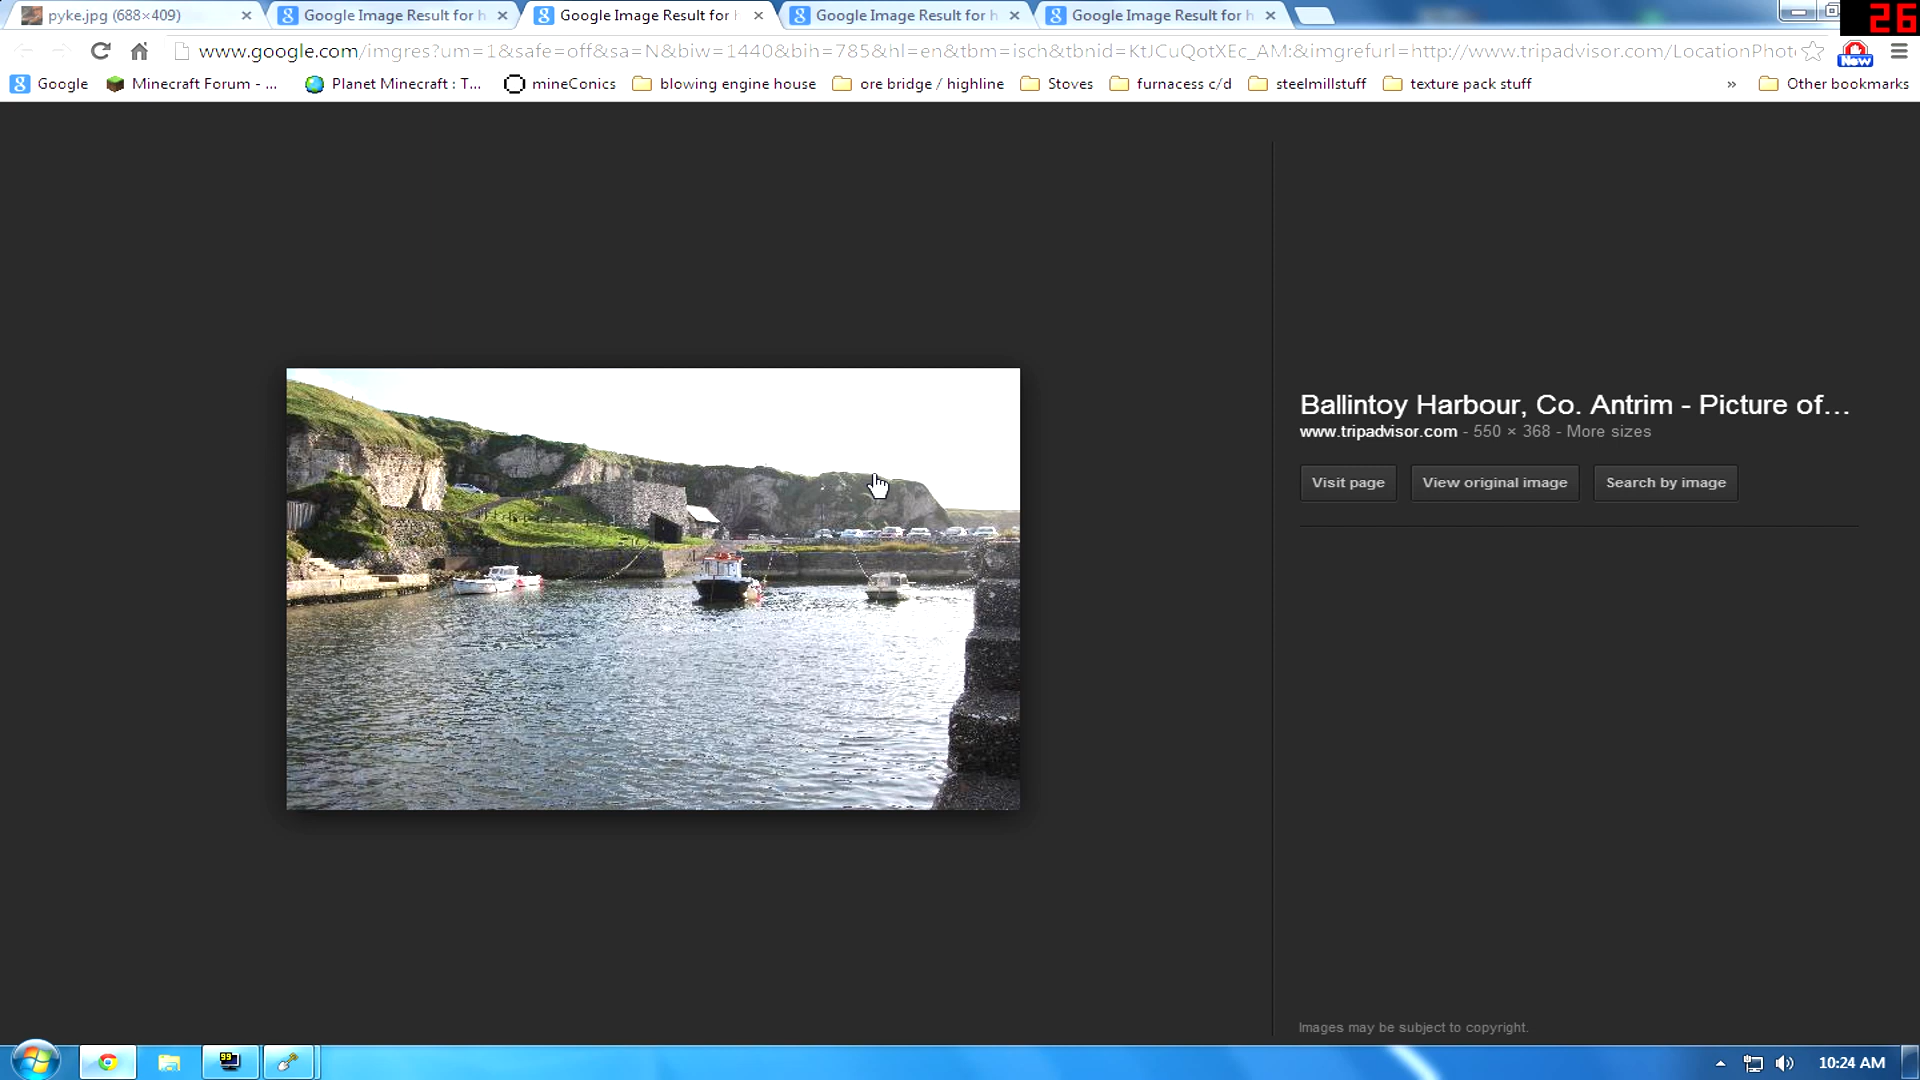 pyke.jpg (688×409)
Google Image Result for h
Google Image Result for h
Google Image Result for h
Google Image Result for h
26
www.google.com/imgres?um=1&safe=off&sa=N&biw=1440&bih=785&hl=en&tbm=isch&tbnid=KtJCuQotXEc_AM:&imgrefurl=http://www.tripadvisor.com/LocationPhot
New
Google
Minecraft Forum - ...
Planet Minecraft : T...
mineConics
blowing engine house
ore bridge / highline
Stoves
furnacess c/d
steelmillstuff
texture pack stuff
»
Other bookmarks
Ballintoy Harbour, Co. Antrim - Picture of...
www.tripadvisor.com - 550 × 368 - More sizes
Visit page
View original image
Search by image
Images may be subject to copyright.
99
10:24 AM